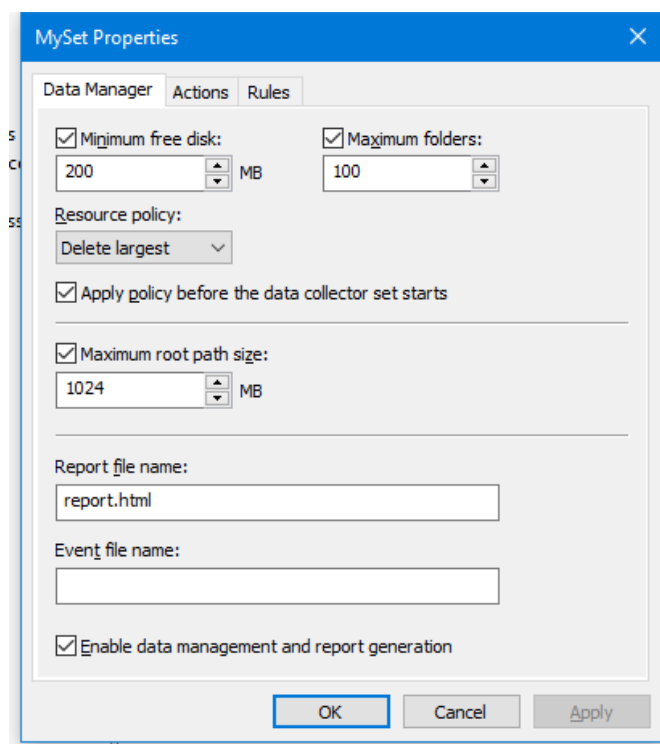 MySet Properties
Data Manager Actions Rules
Minimum free disk: Maximum folders:
200 MB 100
Resource policy:
Delete largest
Apply policy before the data collector set starts
Maximum root path size:
1024 MB
Report file name:
report.html
Event file name:
Enable data management and report generation
OK Cancel Apply